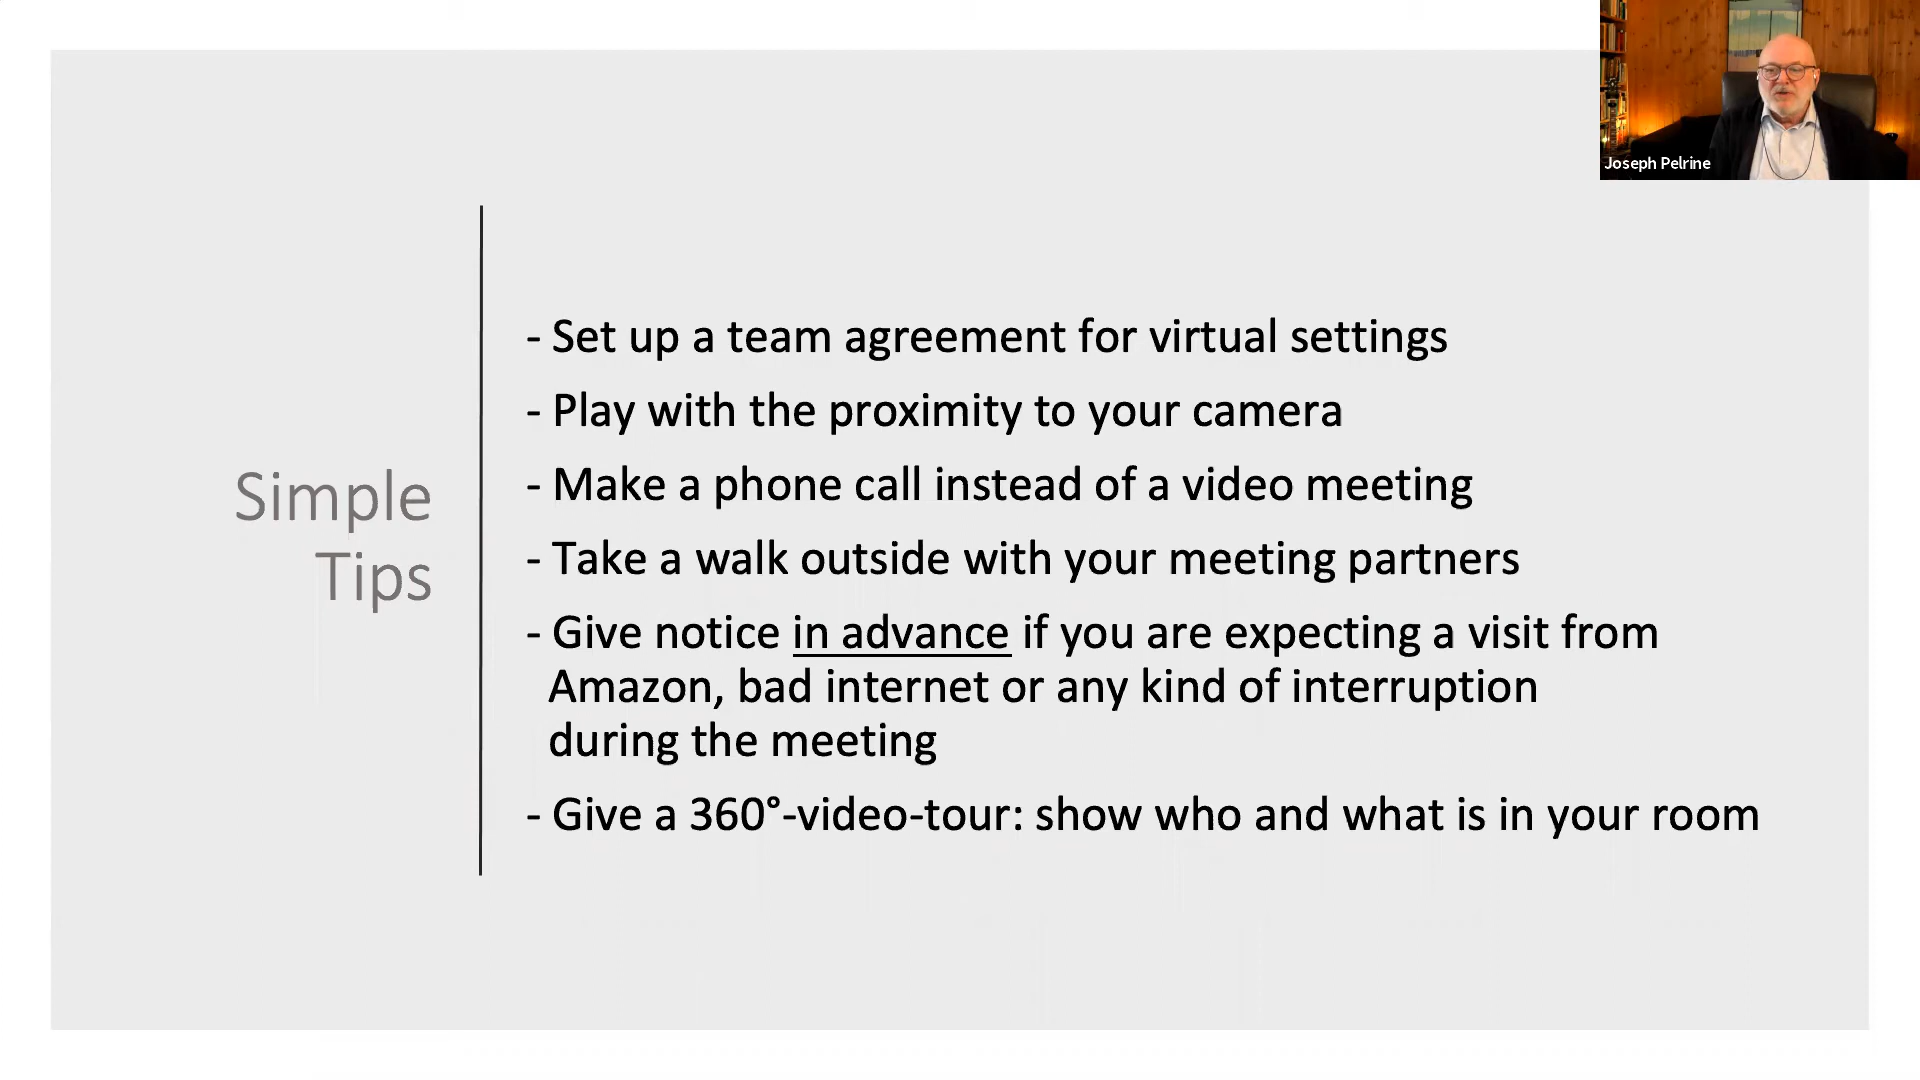 Joseph Pelrine
Simple
Tips
- Set up a team agreement for virtual settings
- Play with the proximity to your camera
- Make a phone call instead of a video meeting
- Take a walk outside with your meeting partners
- Give notice in advance if you are expecting a visit from
Amazon, bad internet or any kind of interruption
during the meeting
- Give a 360°-video-tour: show who and what is in your room